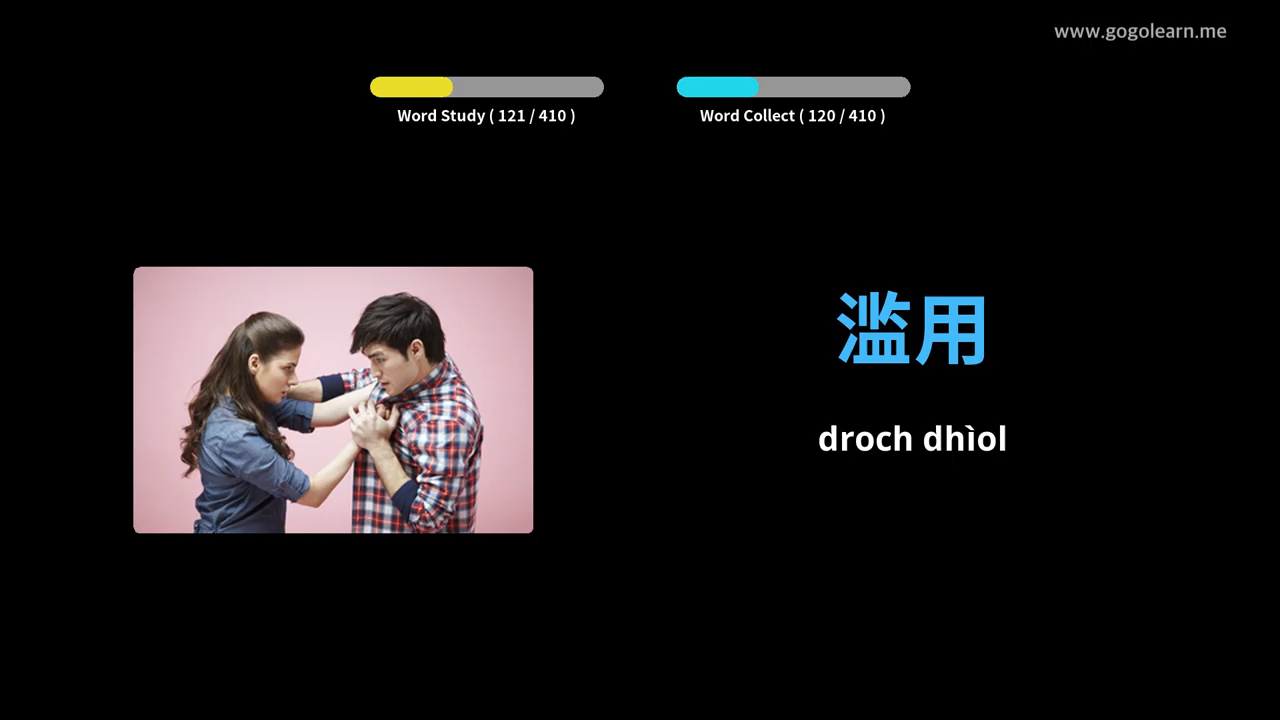 www.gogolearn.me
Word Study ( 121 / 410 )
Word Collect ( 120 / 410 )
滥用
droch dhìol